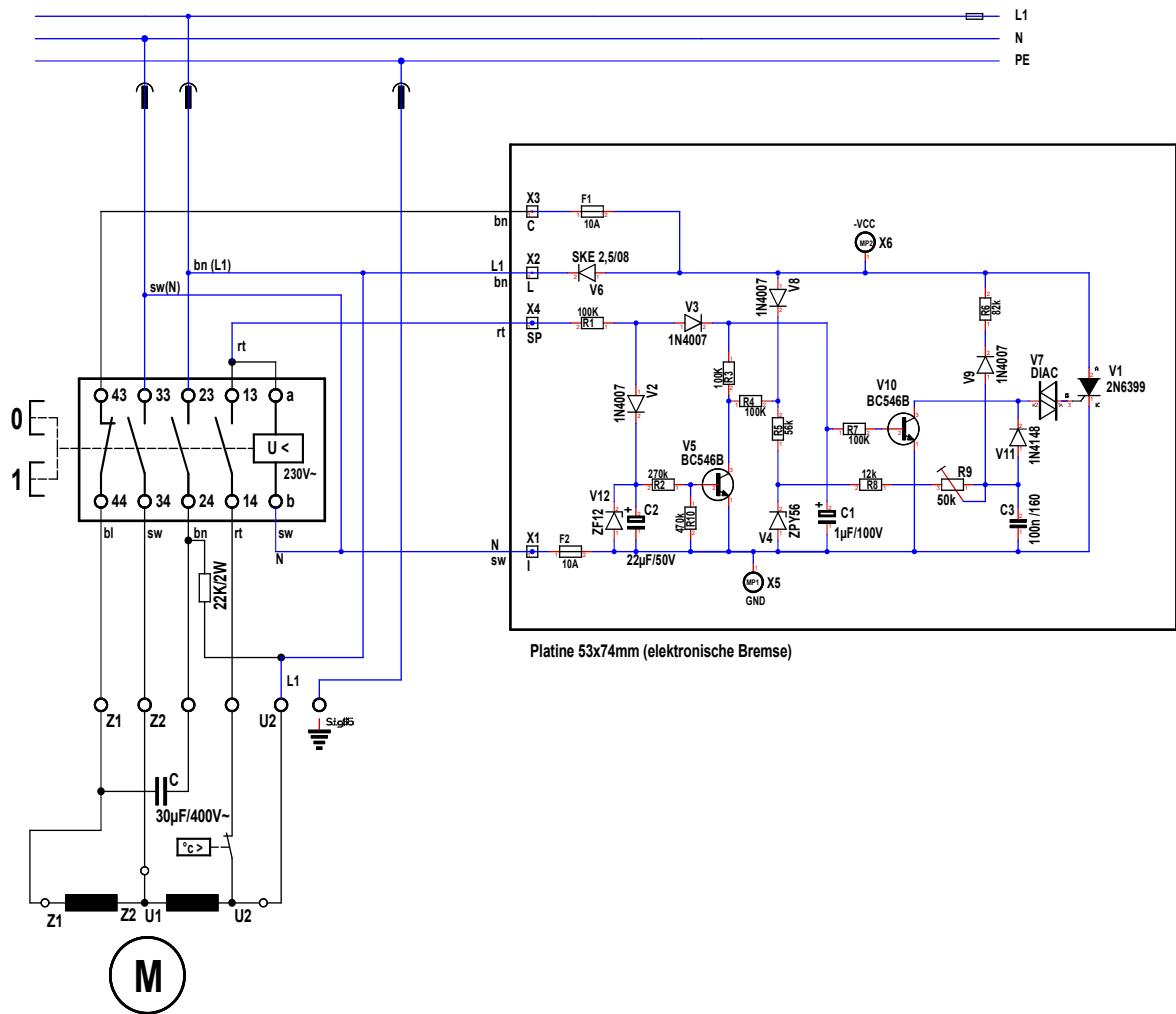 L1
N
PE
X3
bn
C
F1
10A
X2
L1
bn
L
SKE 2,5/08
V6
-VCC
MP2
X6
bn (L1)
sw(N)
X4
rt
SP
100K
R1
V3
1N4007
1N4007
V8
R6
82k
rt
V9
1N4007
V7
DIAC
V1
2N6399
43
33
23
13
a
1N4007
V2
100K
R3
R4
100K
R5
56k
V10
BC546B
R7
100K
0
1
U <
230V~
V5
BC546B
V11
1N4148
270k
R2
12k
R8
R9
50k
44
34
24
14
b
bl
sw
bn
rt
sw
N
V12
ZF12
C2
22µF/50V
470k
R10
V4
ZPY56
C1
1µF/100V
C3
100n /160
N
sw
X1
I
F2
10A
MP1
X5
GND
22K/2W
Platine 53x74mm (elektronische Bremse)
L1
Z1
Z2
U2
C
30µF/400V~
°c >
Z1
Z2
U1
U2
M